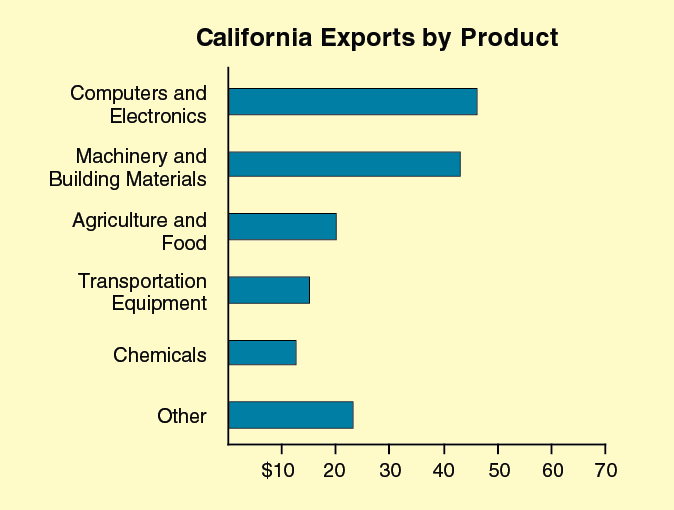 California Exports by Product
Computers and
Electronics
Machinery and
Building Materials
Agriculture and
Food
Transportation
Equipment
Chemicals
Other
$10 20 30 40 50 60 70